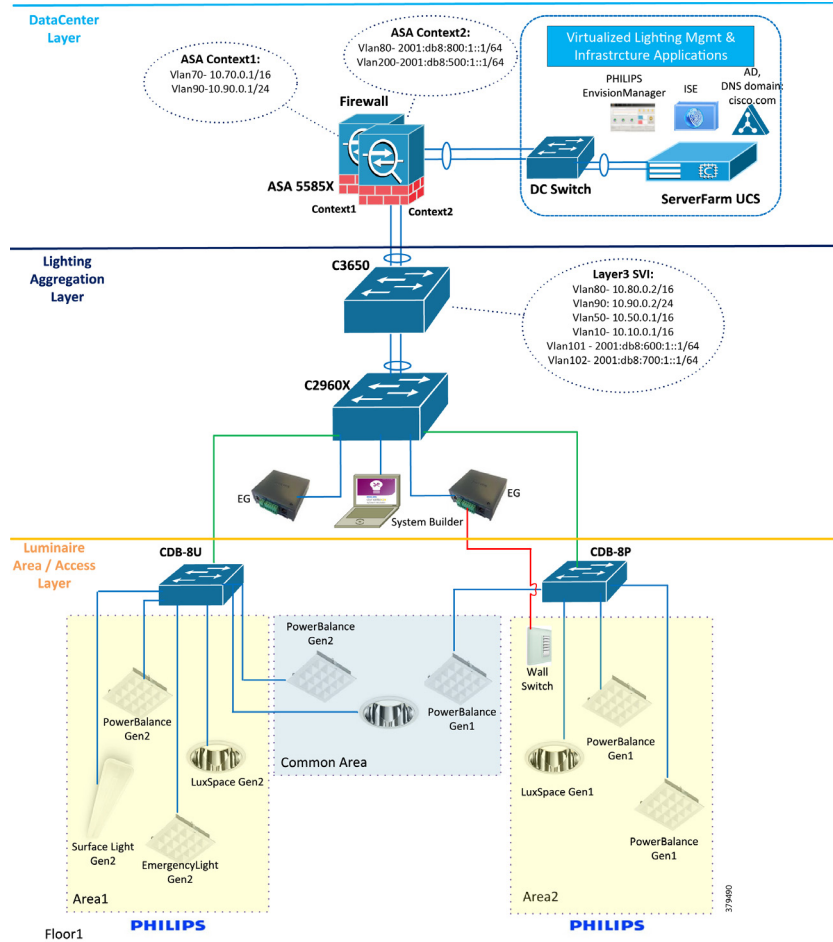 DataCenter
Layer
ASA Context1:
Vlan70- 10.70.0.1/16
Vlan90-10.90.0.1/24
ASA Context2:
Vlan80- 2001:db8:800:1::1/64
Vlan200-2001:db8:500:1::1/64
Virtualized Lighting Mgmt &
Infrastrcture Applications
PHILIPS
EnvisionManager
ISE
AD,
DNS domain:
cisco.com
Firewall
ASA 5585X
Context1
Context2
DC Switch
ServerFarm UCS
Lighting
Aggregation
Layer
C3650
Layer3 SVI:
Vlan80- 10.80.0.2/16
Vlan90: 10.90.0.2/24
Vlan50- 10.50.0.1/16
Vlan10- 10.10.0.1/16
Vlan101 - 2001:db8:600:1::1/64
Vlan102- 2001:db8:700:1::1/64
C2960X
EG
System Builder
EG
Luminaire
Area / Access
Layer
CDB-8U
CDB-8P
PowerBalance
Gen2
PowerBalance
Gen2
LuxSpace Gen2
Surface Light
Gen2
EmergencyLight
Gen2
Area1
PowerBalance
Gen1
Common Area
Wall
Switch
PowerBalance
Gen1
LuxSpace Gen1
PowerBalance
Gen1
Area2
379490
PHILIPS
PHILIPS
Floor1